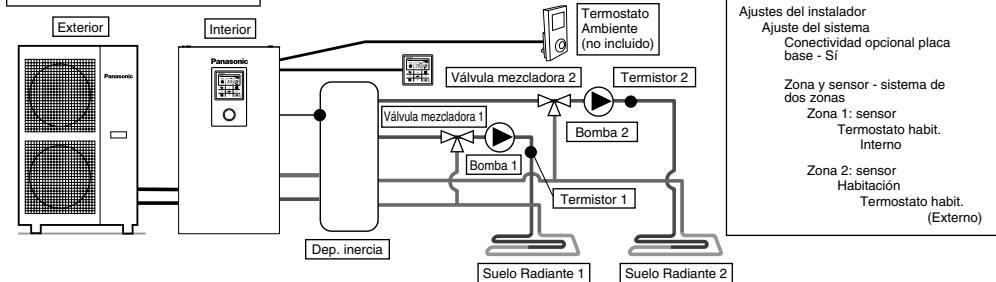 Exterior
Interior
Panasonic
Panasonic
Termostato
Ambiente
(no incluido)
Válvula mezcladora 2
Termistor 2
Válvula mezcladora 1
Bomba 2
Bomba 1
Termistor 1
Dep. inercia
Suelo Radiante 1
Suelo Radiante 2
Ajustes del instalador
Ajuste del sistema
Conectividad opcional placa
base - Sí
Zona y sensor - sistema de
dos zonas
Zona 1: sensor
Termostato habit.
Interno
Zona 2: sensor
Habitación
Termostato habit.
(Externo)